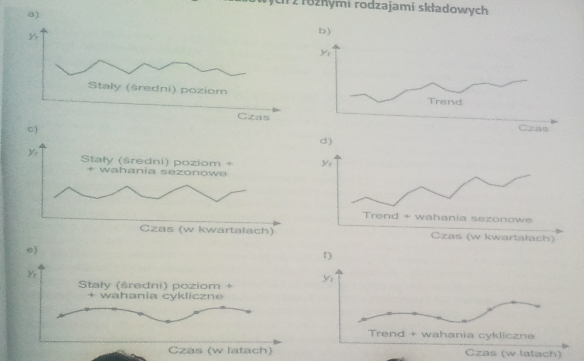 z różnymi rodzajami składowych
a)
yₜ
Stały (średni) poziom
Czas
b)
yₜ
Trend
Czas
c)
yₜ
Stały (średni) poziom +
+ wahania sezonowe
Czas (w kwartałach)
d)
yₜ
Trend + wahania sezonowe
Czas (w kwartałach)
e)
yₜ
Stały (średni) poziom +
+ wahania cykliczne
Czas (w latach)
f)
yₜ
Trend + wahania cykliczne
Czas (w latach)